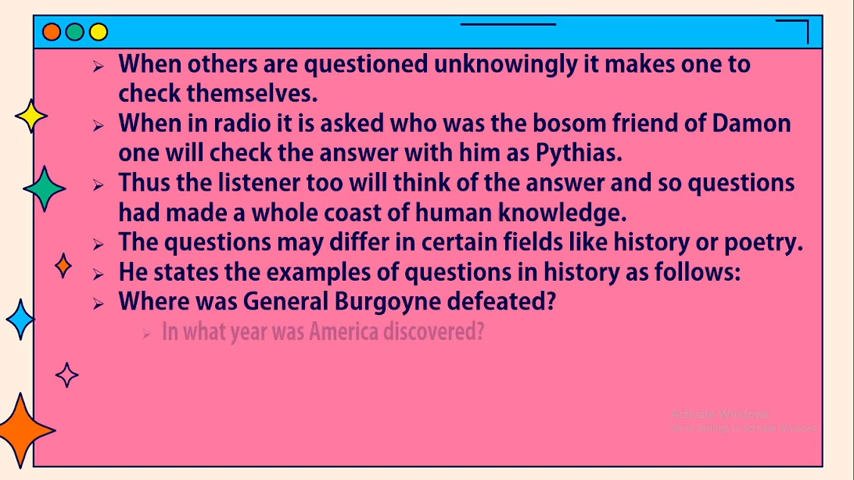 When others are questioned unknowingly it makes one to
check themselves.
When in radio it is asked who was the bosom friend of Damon
one will check the answer with him as Pythias.
Thus the listener too will think of the answer and so questions
had made a whole coast of human knowledge.
The questions may differ in certain fields like history or poetry.
He states the examples of questions in history as follows:
Where was General Burgoyne defeated?
In what year was America discovered?
Activate Windows